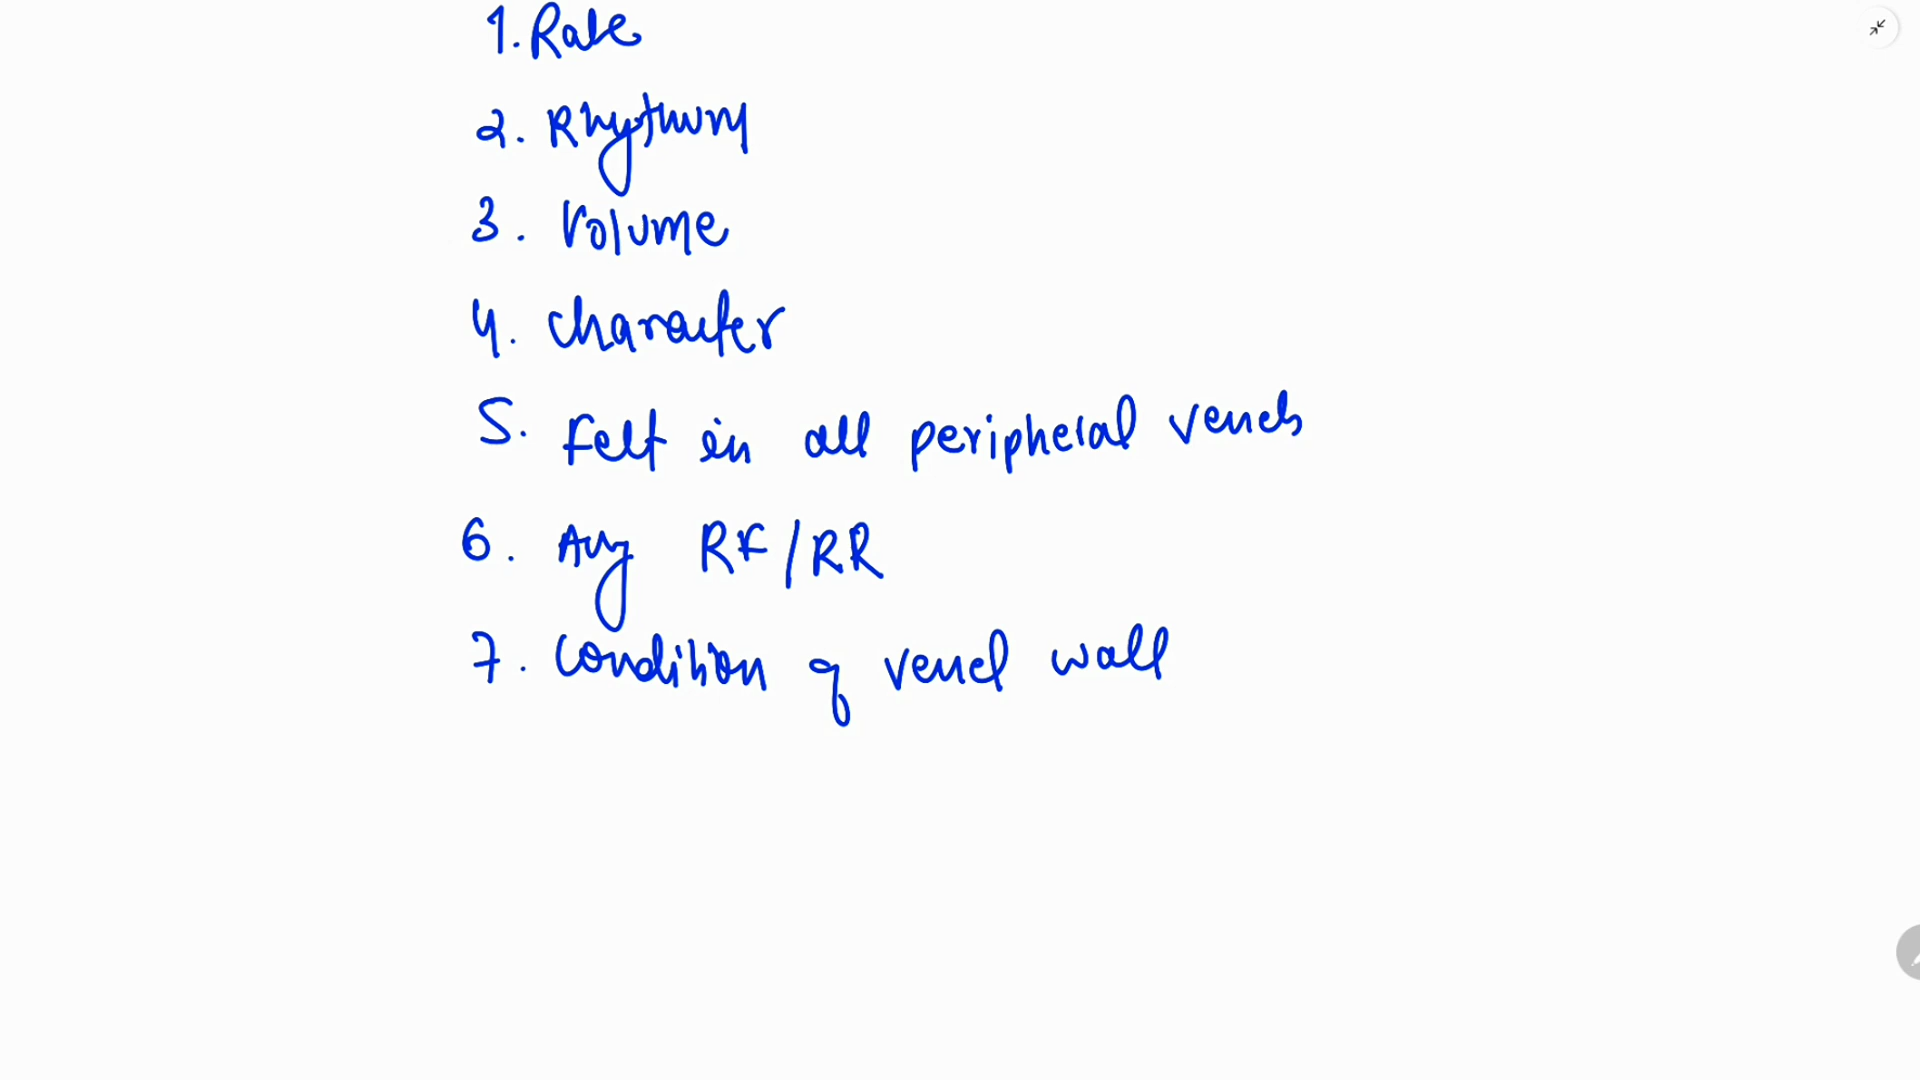 1. Rate
2. Rhythum
3. Volume
4. Character
5. Felt in all peripheral vessels
6. Any RF/RR
7. Condition of vessel wall